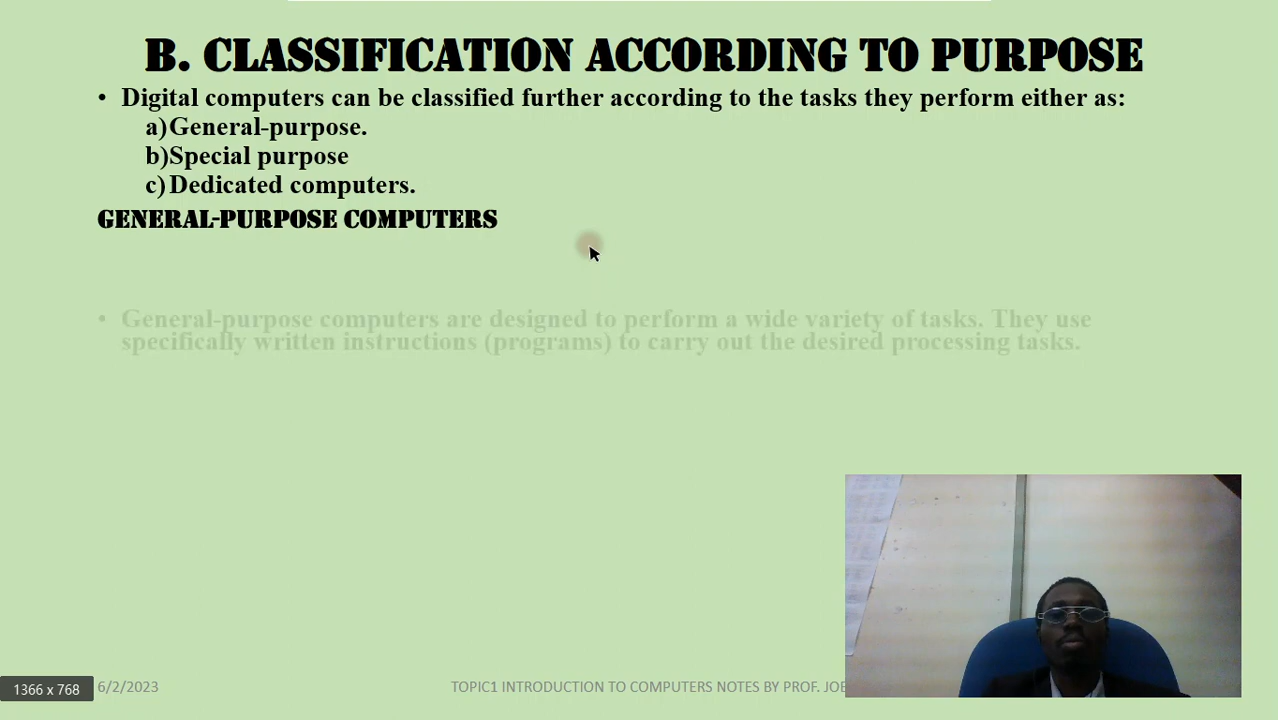 B. CLASSIFICATION ACCORDING TO PURPOSE
• Digital computers can be classified further according to the tasks they perform either as:
a) General-purpose.
b) Special purpose
c) Dedicated computers.
GENERAL-PURPOSE COMPUTERS
• General-purpose computers are designed to perform a wide variety of tasks. They use
specifically written instructions (programs) to carry out the desired processing tasks.
1366 x 768
6/2/2023
TOPIC1 INTRODUCTION TO COMPUTERS NOTES BY PROF. JOE